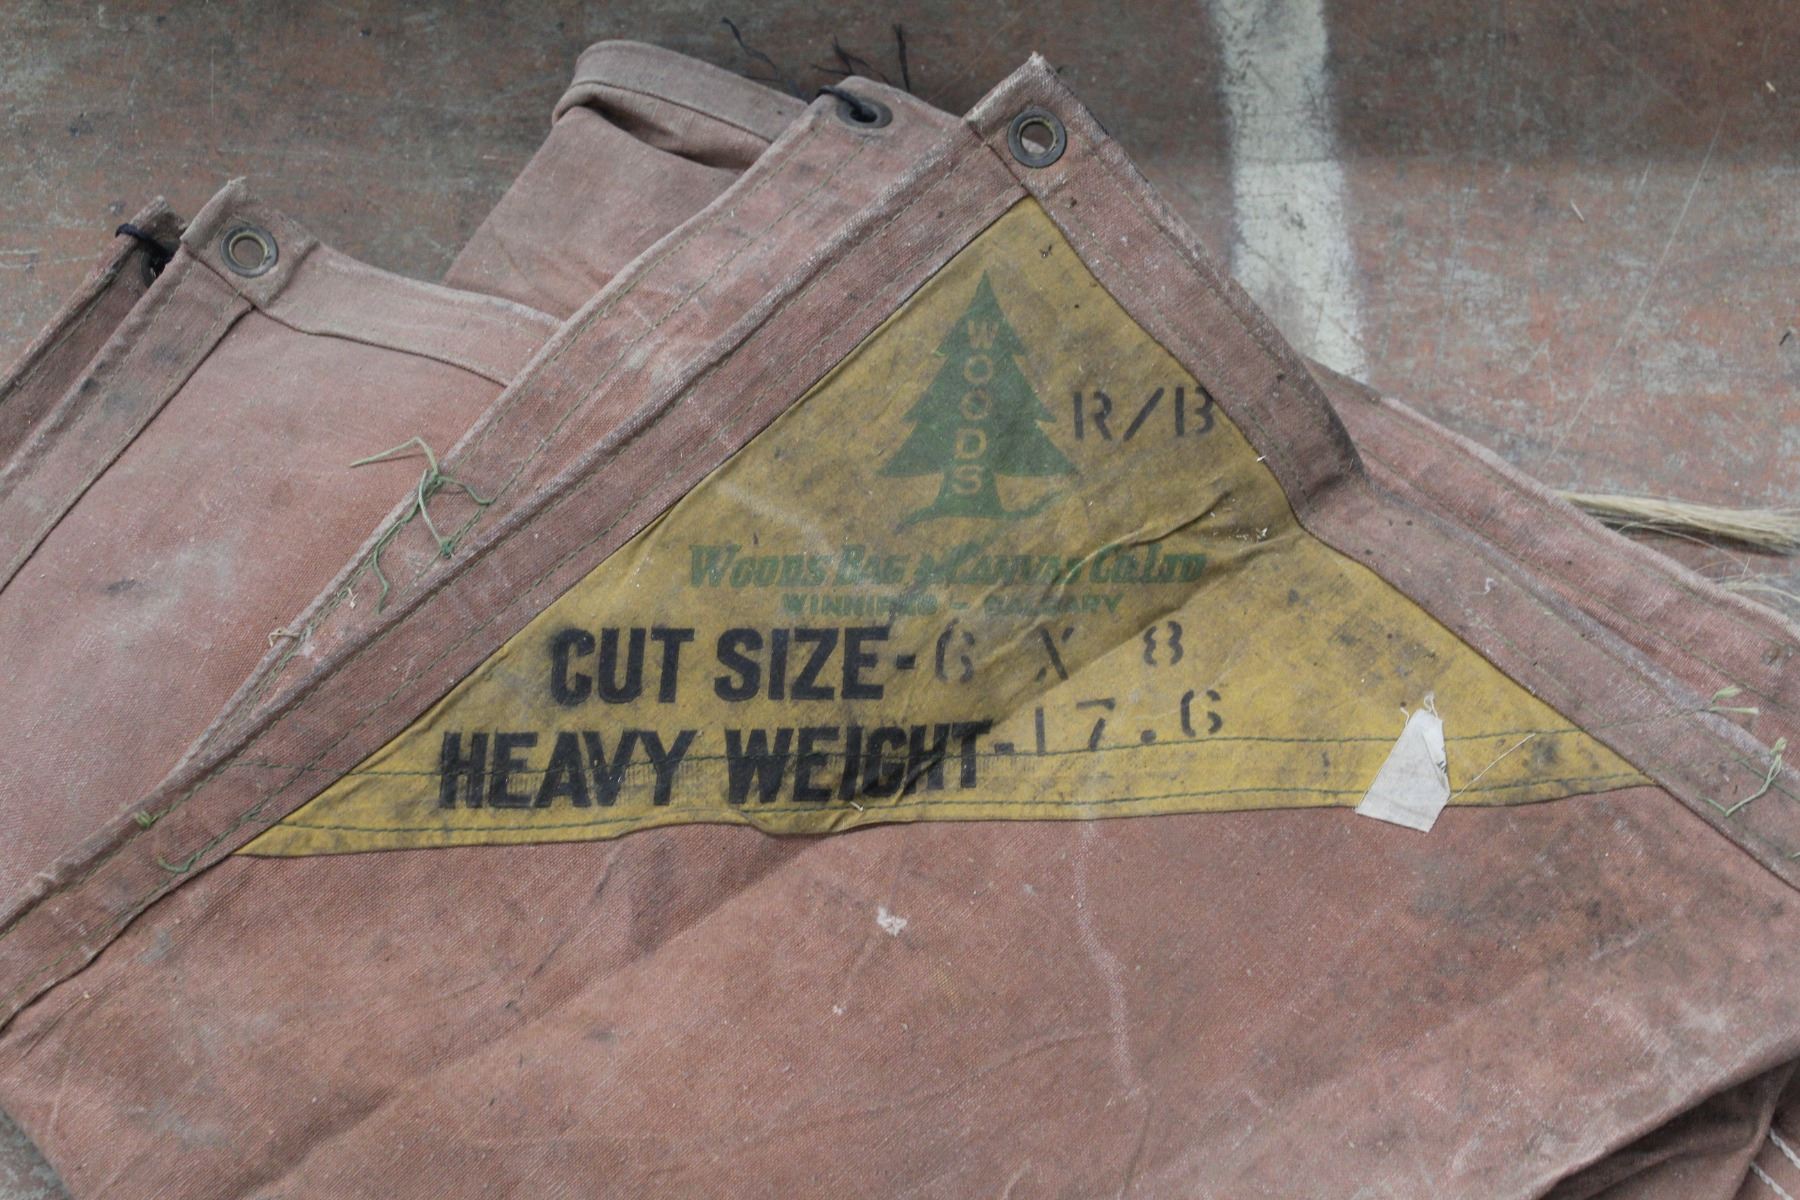 WOODS
R/B
WOODS BAG & CANVAS CO. LTD
WINNIPEG - CALGARY
CUT SIZE - 6 X 8
HEAVY WEIGHT - 17.6